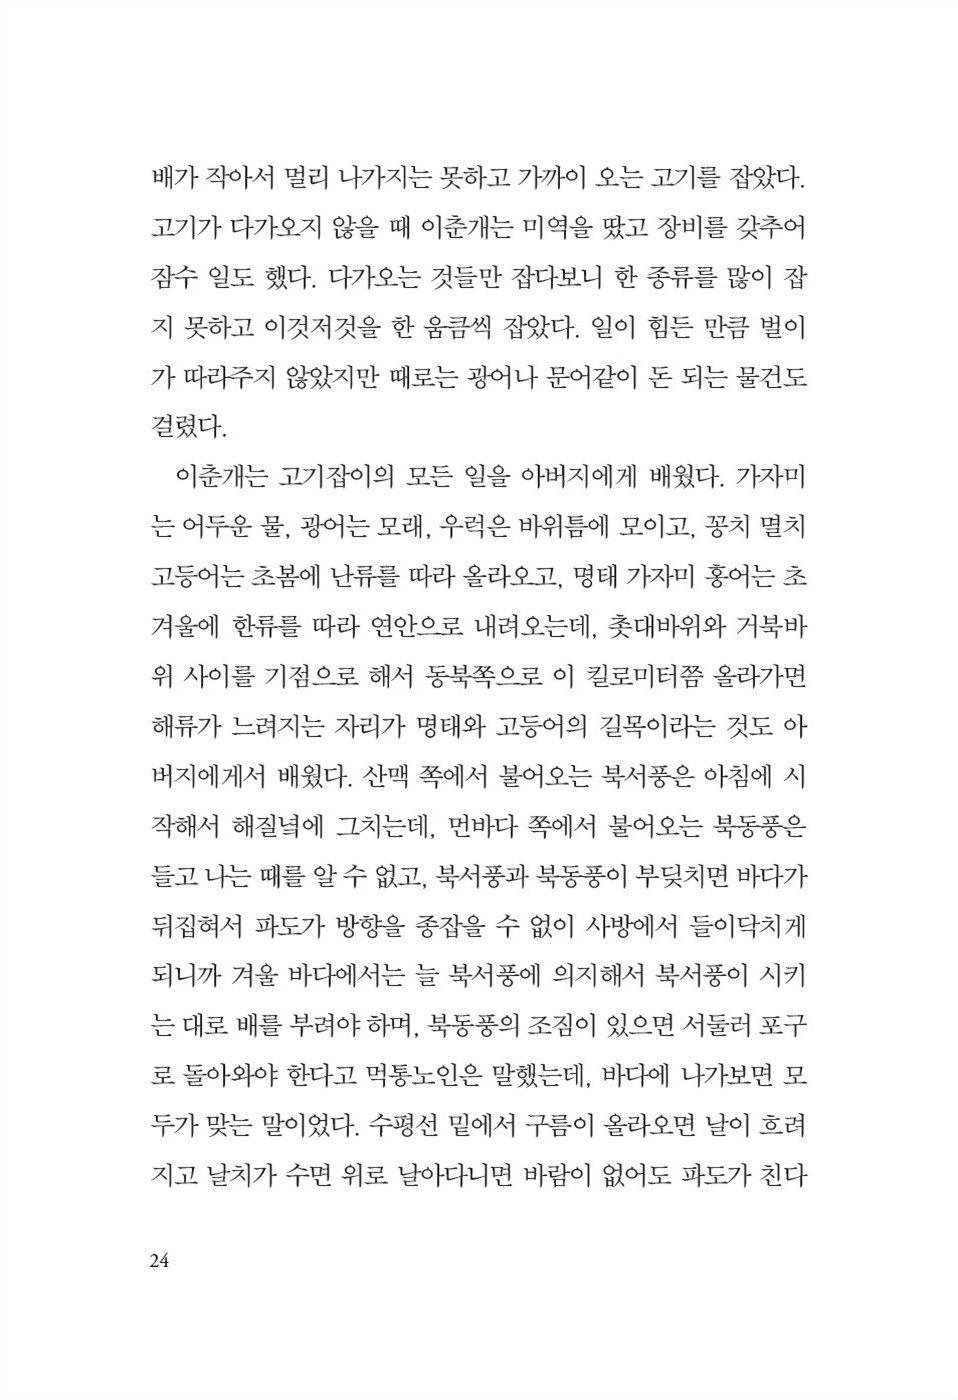 배가 작아서 멀리 나가지는 못하고 가까이 오는 고기를 잡았다.
고기가 다가오지 않을 때 이춘개는 미역을 땄고 장비를 갖추어
잠수 일도 했다. 다가오는 것들만 잡다보니 한 종류를 많이 잡
지 못하고 이것저것을 한 움큼씩 잡았다. 일이 힘든 만큼 벌이
가 따라주지 않았지만 때로는 광어나 문어같이 돈 되는 물건도
걸렸다.
이춘개는 고기잡이의 모든 일을 아버지에게 배웠다. 가자미
는 어두운 물, 광어는 모래, 우럭은 바위틈에 모이고, 꽁치 멸치
고등어는 초봄에 난류를 따라 올라오고, 명태 가자미 홍어는 초
겨울에 한류를 따라 연안으로 내려오는데, 촛대바위와 거북바
위 사이를 기점으로 해서 동북쪽으로 이 킬로미터쯤 올라가면
해류가 느려지는 자리가 명태와 고등어의 길목이라는 것도 아
버지에게서 배웠다. 산맥 쪽에서 불어오는 북서풍은 아침에 시
작해서 해질녘에 그치는데, 먼바다 쪽에서 불어오는 북동풍은
들고 나는 때를 알 수 없고, 북서풍과 북동풍이 부딪치면 바다가
뒤집혀서 파도가 방향을 종잡을 수 없이 사방에서 들이닥치게
되니까 겨울 바다에서는 늘 북서풍에 의지해서 북서풍이 시키
는 대로 배를 부려야 하며, 북동풍의 조짐이 있으면 서둘러 포구
로 돌아와야 한다고 먹통노인은 말했는데, 바다에 나가보면 모
두가 맞는 말이었다. 수평선 밑에서 구름이 올라오면 날이 흐려
지고 날치가 수면 위로 날아다니면 바람이 없어도 파도가 친다
24